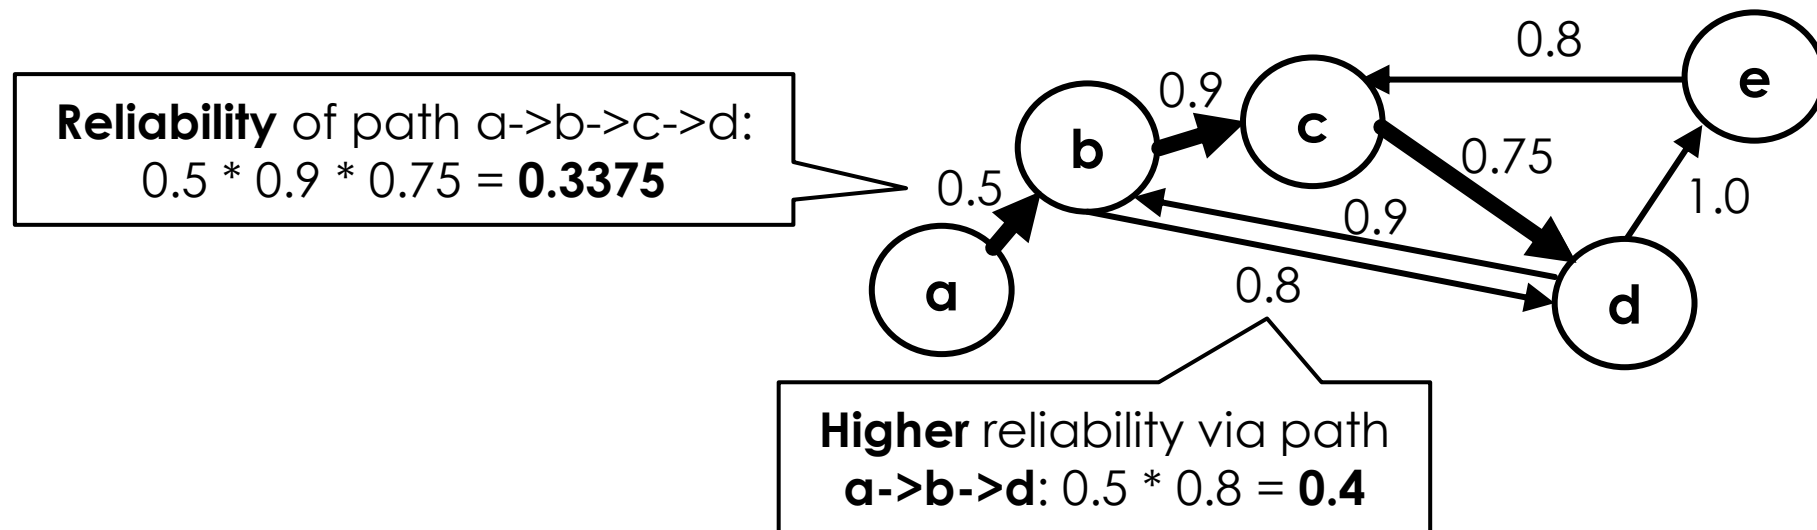 Reliability of path a->b->c->d:
0.5 * 0.9 * 0.75 = 0.3375
0.5
a
b
0.9
c
0.8
e
0.75
0.9
0.8
1.0
d
Higher reliability via path
a->b->d: 0.5 * 0.8 = 0.4